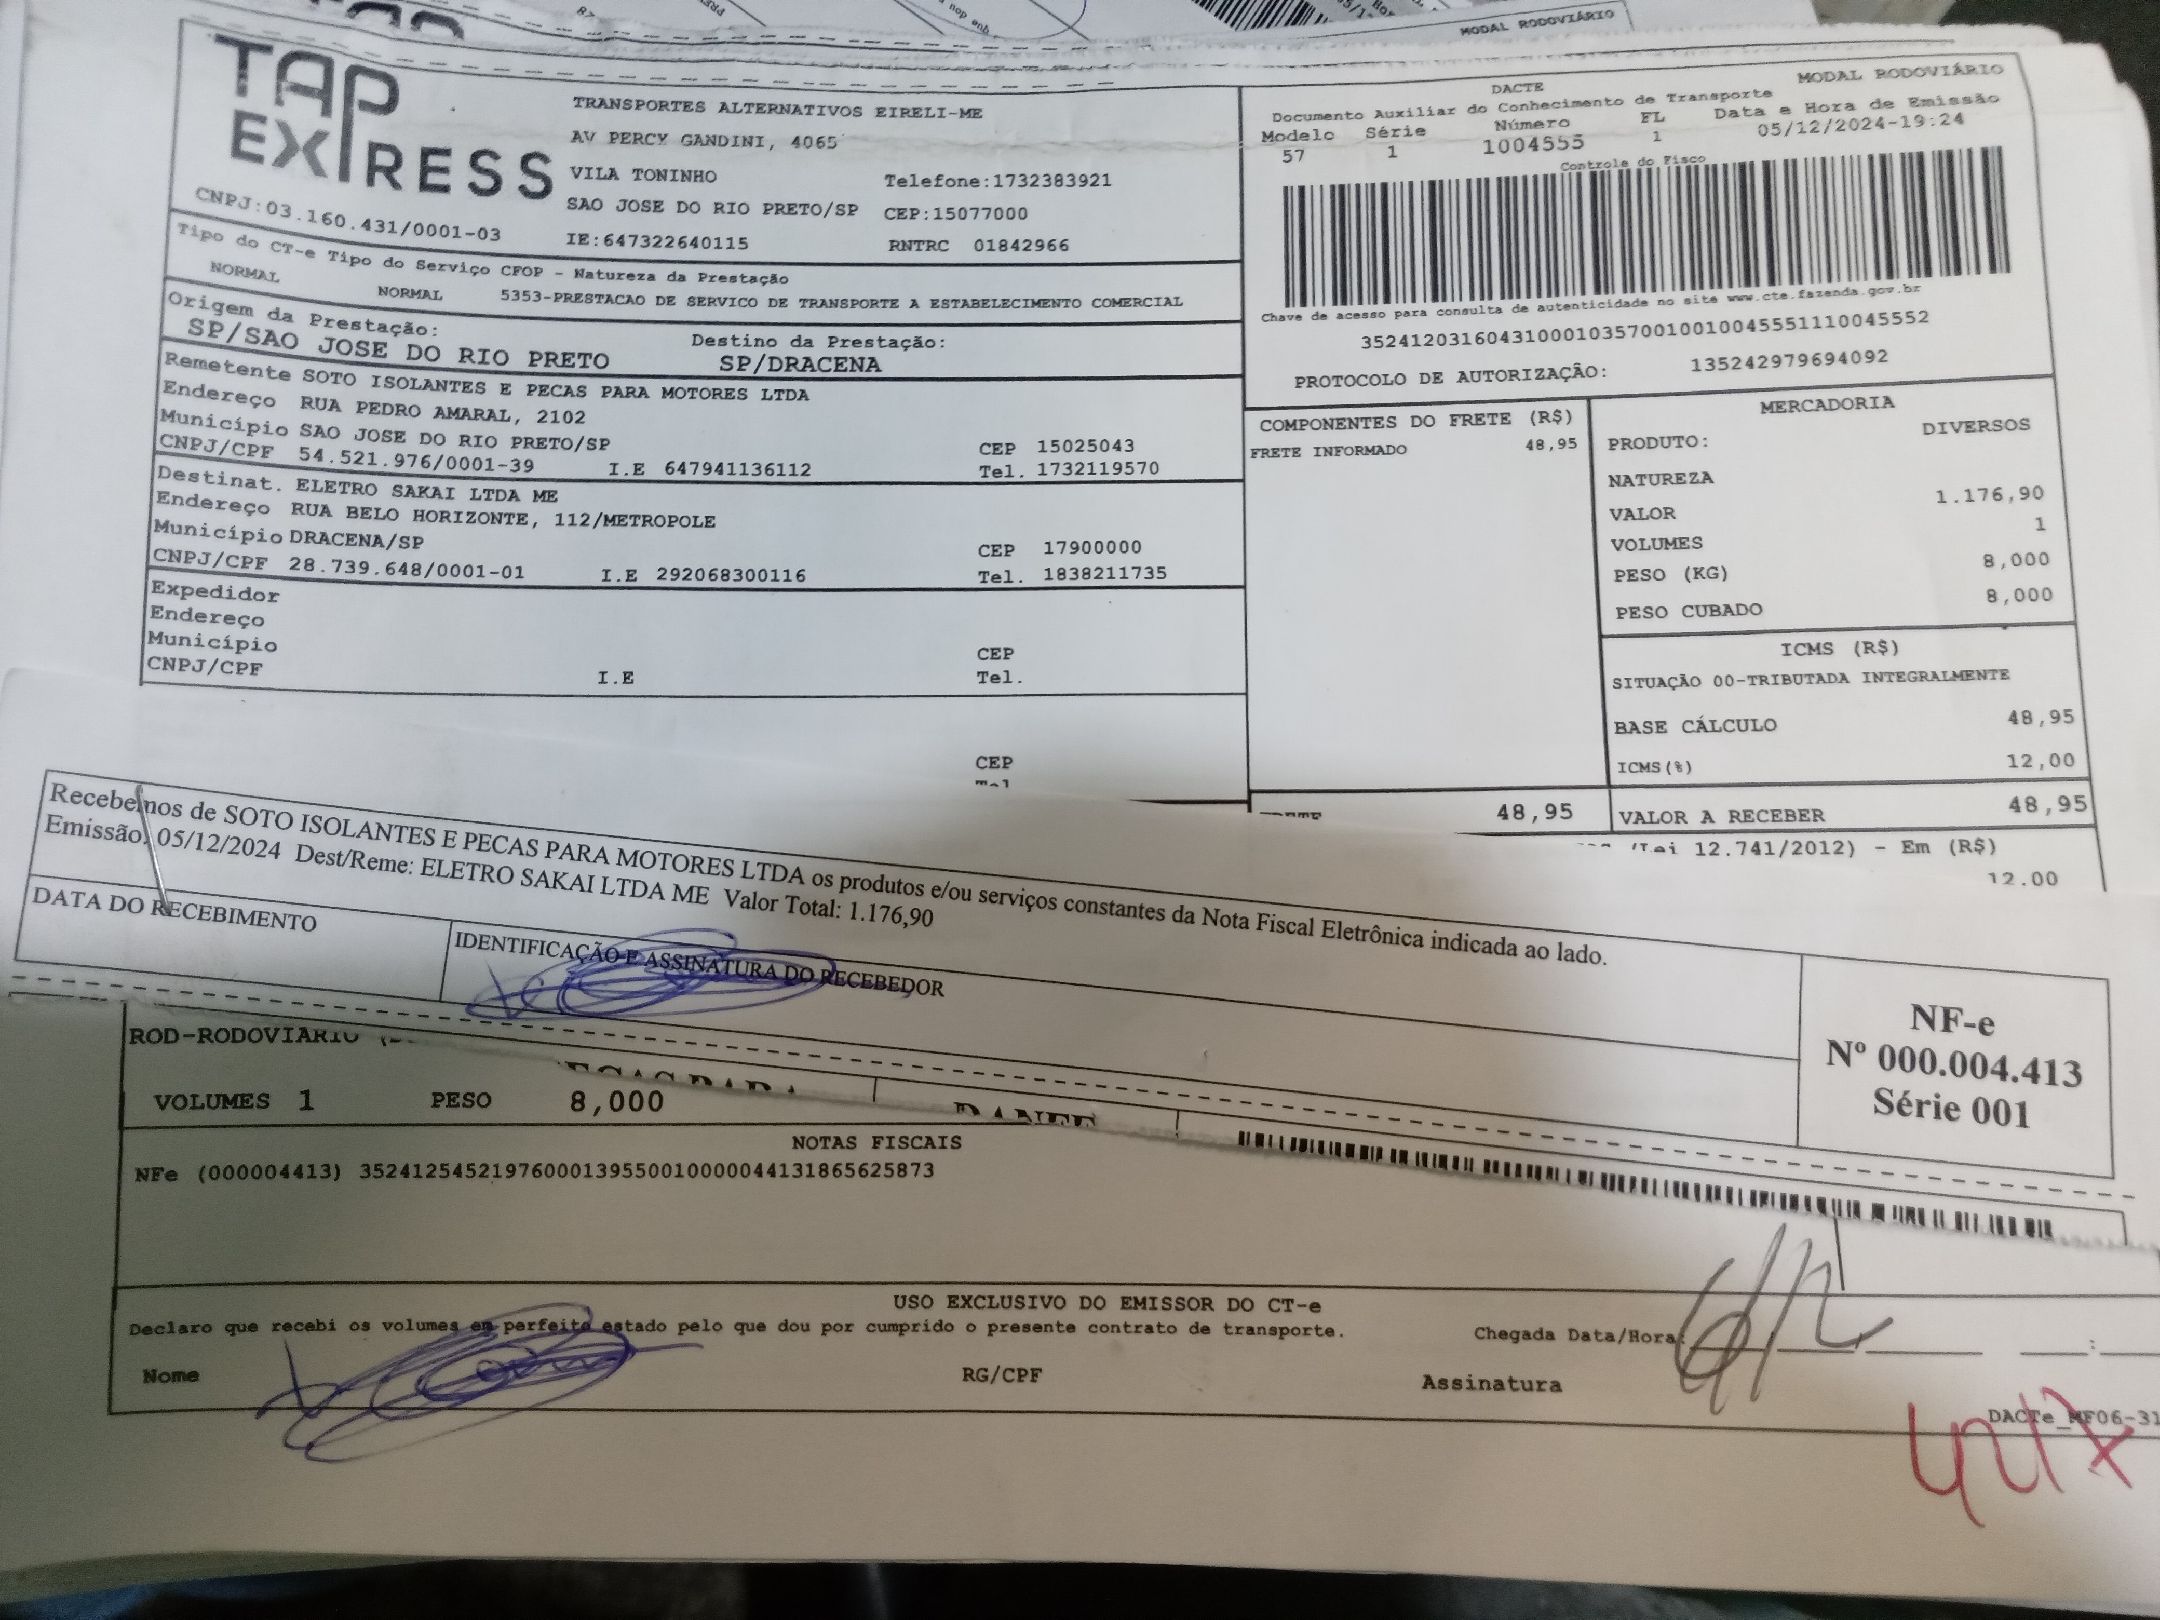 MODAL RODOVIÁRIO
TAP
EXPRESS
CNPJ:03.160.431/0001-03
TRANSPORTES ALTERNATIVOS EIRELI-ME
AV PERCY GANDINI, 4065
VILA TONINHO Telefone:1732383921
SAO JOSE DO RIO PRETO/SP CEP:15077000
IE:647322640115 RNTRC 01842966
DACTE MODAL RODOVIÁRIO
Documento Auxiliar do Conhecimento de Transporte
Modelo Série Número FL Data e Hora de Emissão
57 1 1004555 1 05/12/2024-19:24
Controle do Fisco
Chave de acesso para consulta de autenticidade no site www.cte.fazenda.gov.br
35241203160431000103570010010045551110045552
PROTOCOLO DE AUTORIZAÇÃO: 135242979694092
Tipo do CT-e Tipo do Serviço CFOP - Natureza da Prestação
NORMAL NORMAL 5353-PRESTACAO DE SERVICO DE TRANSPORTE A ESTABELECIMENTO COMERCIAL
Origem da Prestação: Destino da Prestação:
SP/SAO JOSE DO RIO PRETO SP/DRACENA
Remetente SOTO ISOLANTES E PECAS PARA MOTORES LTDA
Endereço RUA PEDRO AMARAL, 2102
Município SAO JOSE DO RIO PRETO/SP CEP 15025043
CNPJ/CPF 54.521.976/0001-39 I.E 647941136112 Tel. 1732119570
Destinat. ELETRO SAKAI LTDA ME
Endereço RUA BELO HORIZONTE, 112/METROPOLE
Município DRACENA/SP CEP 17900000
CNPJ/CPF 28.739.648/0001-01 I.E 292068300116 Tel. 1838211735
Expedidor
Endereço
Município CEP
CNPJ/CPF I.E Tel.
CEP
COMPONENTES DO FRETE (R$)
FRETE INFORMADO 48,95
48,95
MERCADORIA
PRODUTO: DIVERSOS
NATUREZA
VALOR 1.176,90
VOLUMES 1
PESO (KG) 8,000
PESO CUBADO 8,000
ICMS (R$)
SITUAÇÃO 00-TRIBUTADA INTEGRALMENTE
BASE CÁLCULO 48,95
ICMS(%) 12,00
VALOR A RECEBER 48,95
(Lei 12.741/2012) - Em (R$)
12.00
Recebemos de SOTO ISOLANTES E PECAS PARA MOTORES LTDA os produtos e/ou serviços constantes da Nota Fiscal Eletrônica indicada ao lado.
Emissão: 05/12/2024 Dest/Reme: ELETRO SAKAI LTDA ME Valor Total: 1.176,90
DATA DO RECEBIMENTO
IDENTIFICAÇÃO E ASSINATURA DO RECEBEDOR
NF-e
Nº 000.004.413
Série 001
ROD-RODOVIARIO
VOLUMES 1 PESO 8,000
DANFE
NOTAS FISCAIS
NFe (000004413) 35241254521976000139550010000044131865625873
USO EXCLUSIVO DO EMISSOR DO CT-e
Declaro que recebi os volumes em perfeito estado pelo que dou por cumprido o presente contrato de transporte.
Chegada Data/Hora:
Nome RG/CPF Assinatura